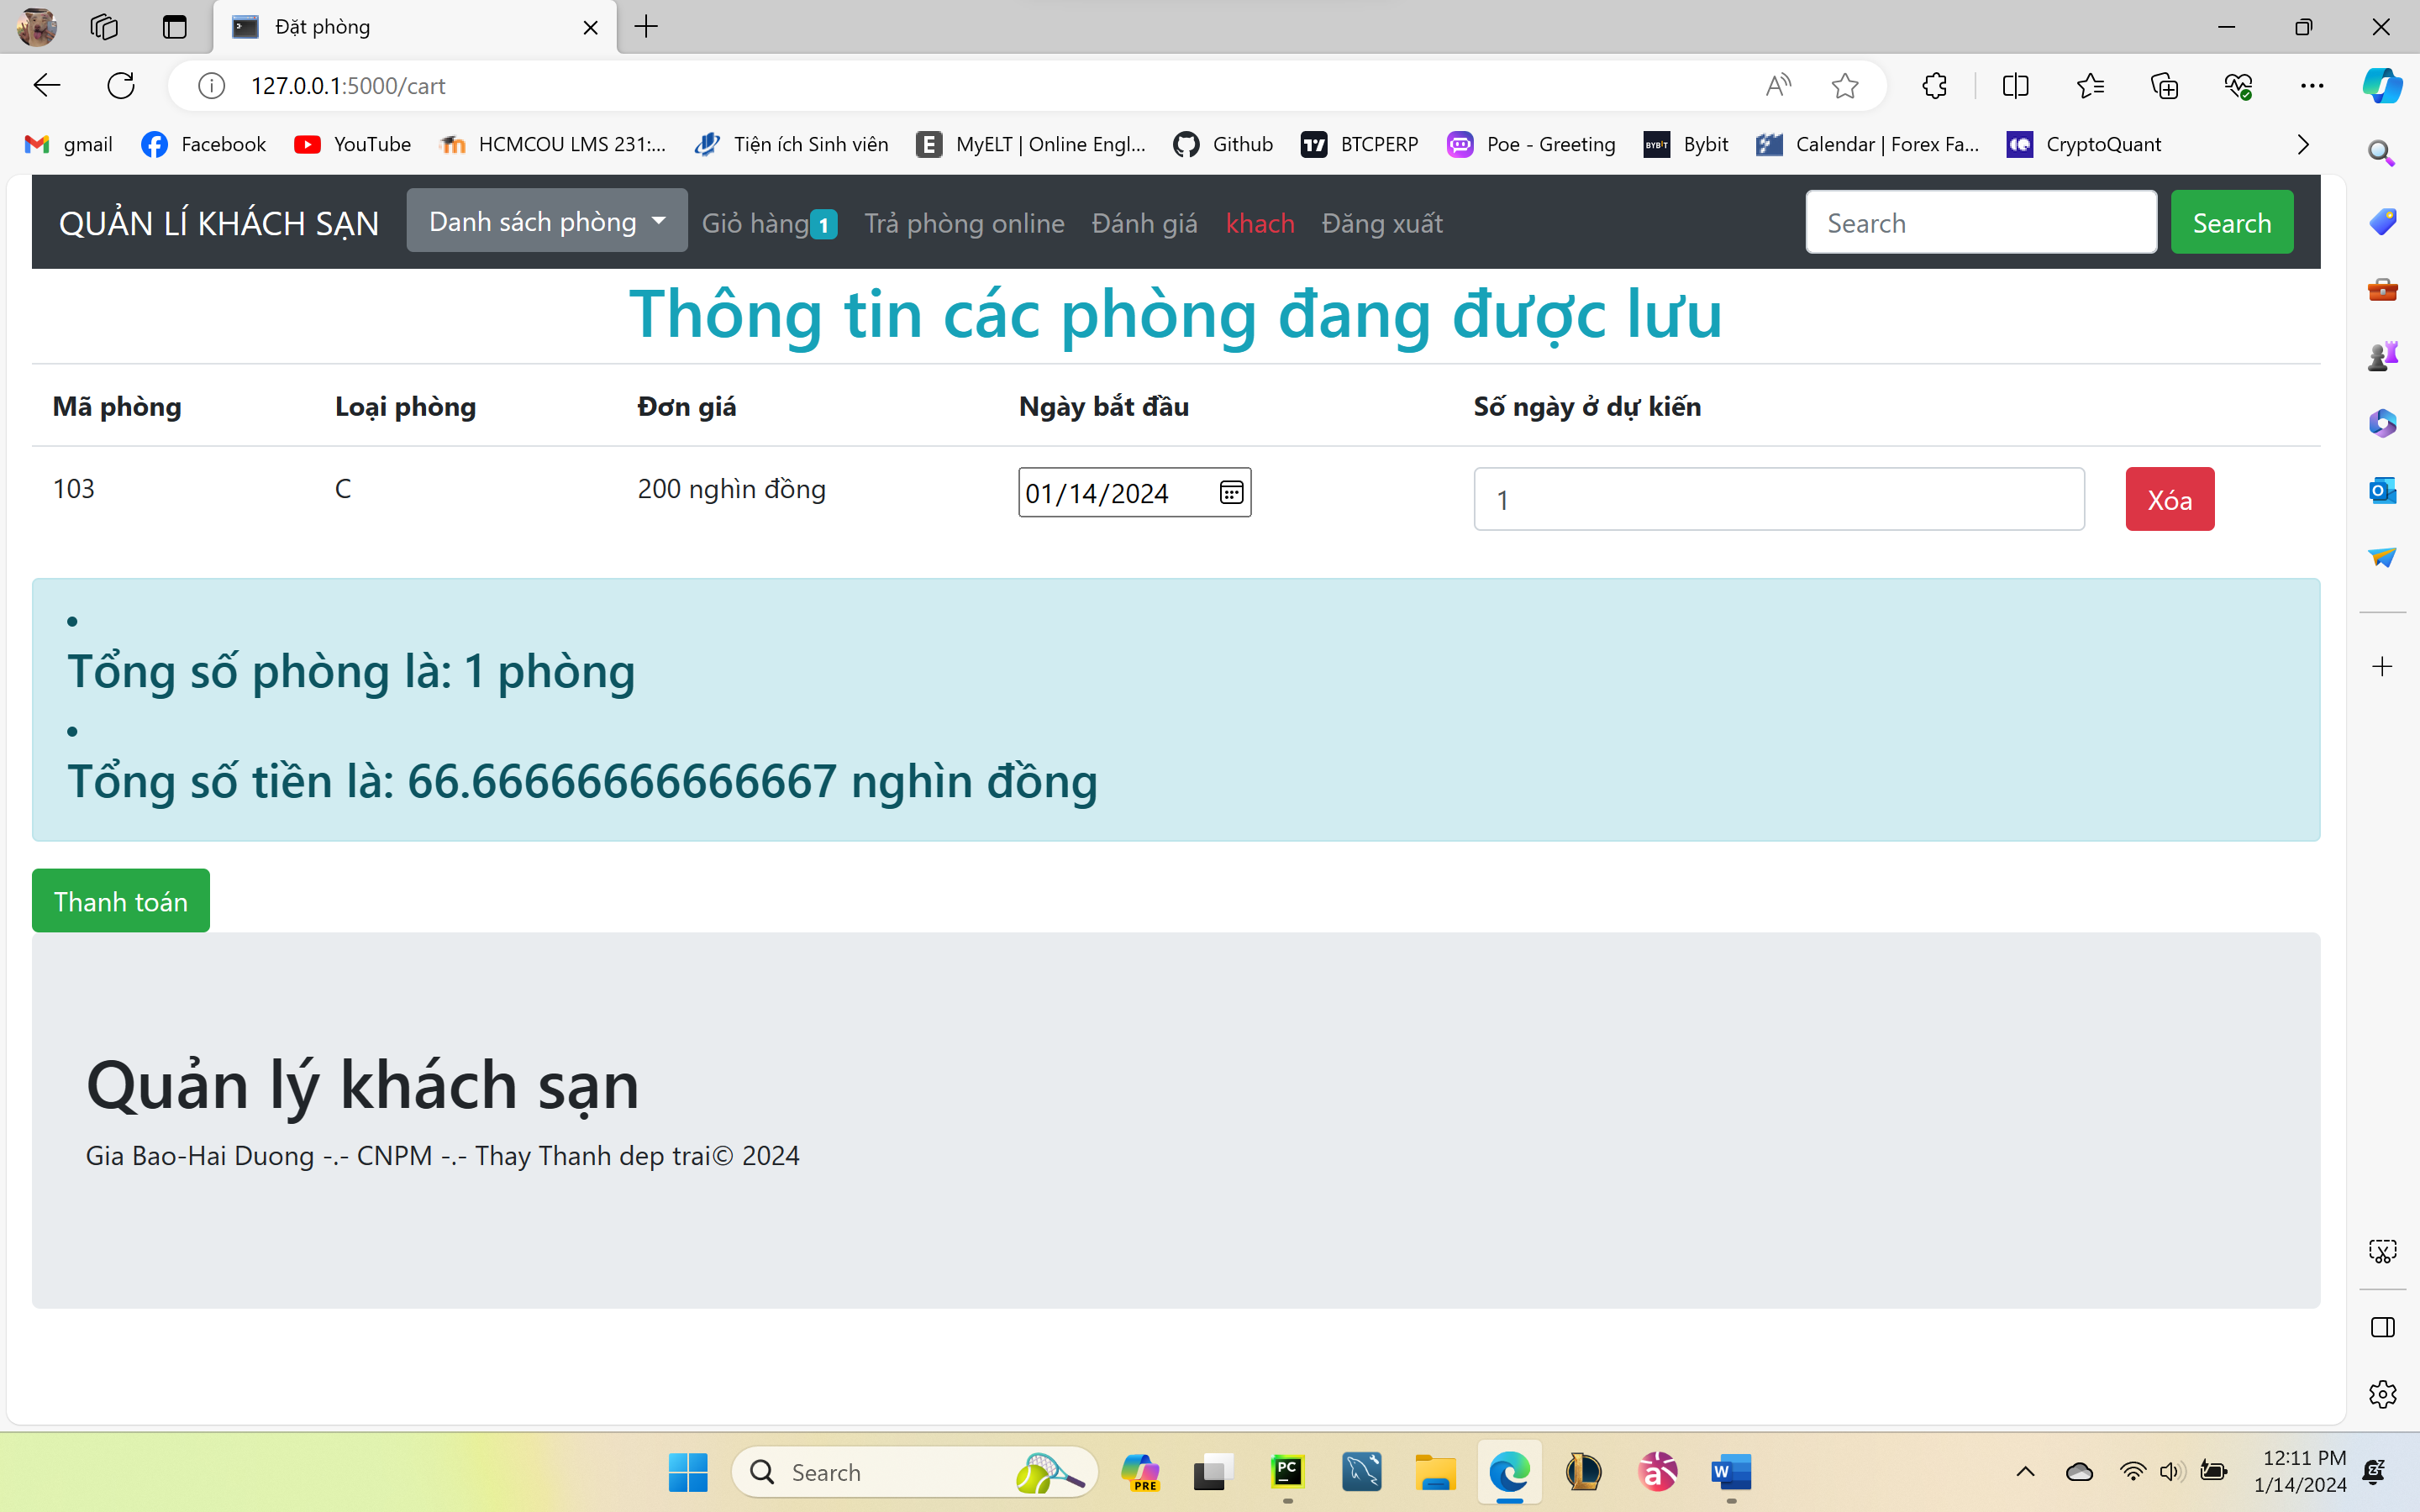 Đặt phòng
127.0.0.1:5000/cart
gmail
Facebook
YouTube
HCMCOU LMS 231:...
Tiện ích Sinh viên
MyELT | Online Engl...
Github
BTCPERP
Poe - Greeting
Bybit
Calendar | Forex Fa...
CryptoQuant
QUẢN LÍ KHÁCH SẠN
Danh sách phòng
Giỏ hàng 1
Trả phòng online
Đánh giá
khach
Đăng xuất
Search
Search
Thông tin các phòng đang được lưu
Mã phòng Loại phòng Đơn giá Ngày bắt đầu Số ngày ở dự kiến
103 C 200 nghìn đồng 01/14/2024 1 Xóa
• 
Tổng số phòng là: 1 phòng
• 
Tổng số tiền là: 66.66666666666667 nghìn đồng
Thanh toán
Quản lý khách sạn
Gia Bao-Hai Duong -.- CNPM -.- Thay Thanh dep trai© 2024
Search
PRE
12:11 PM
1/14/2024